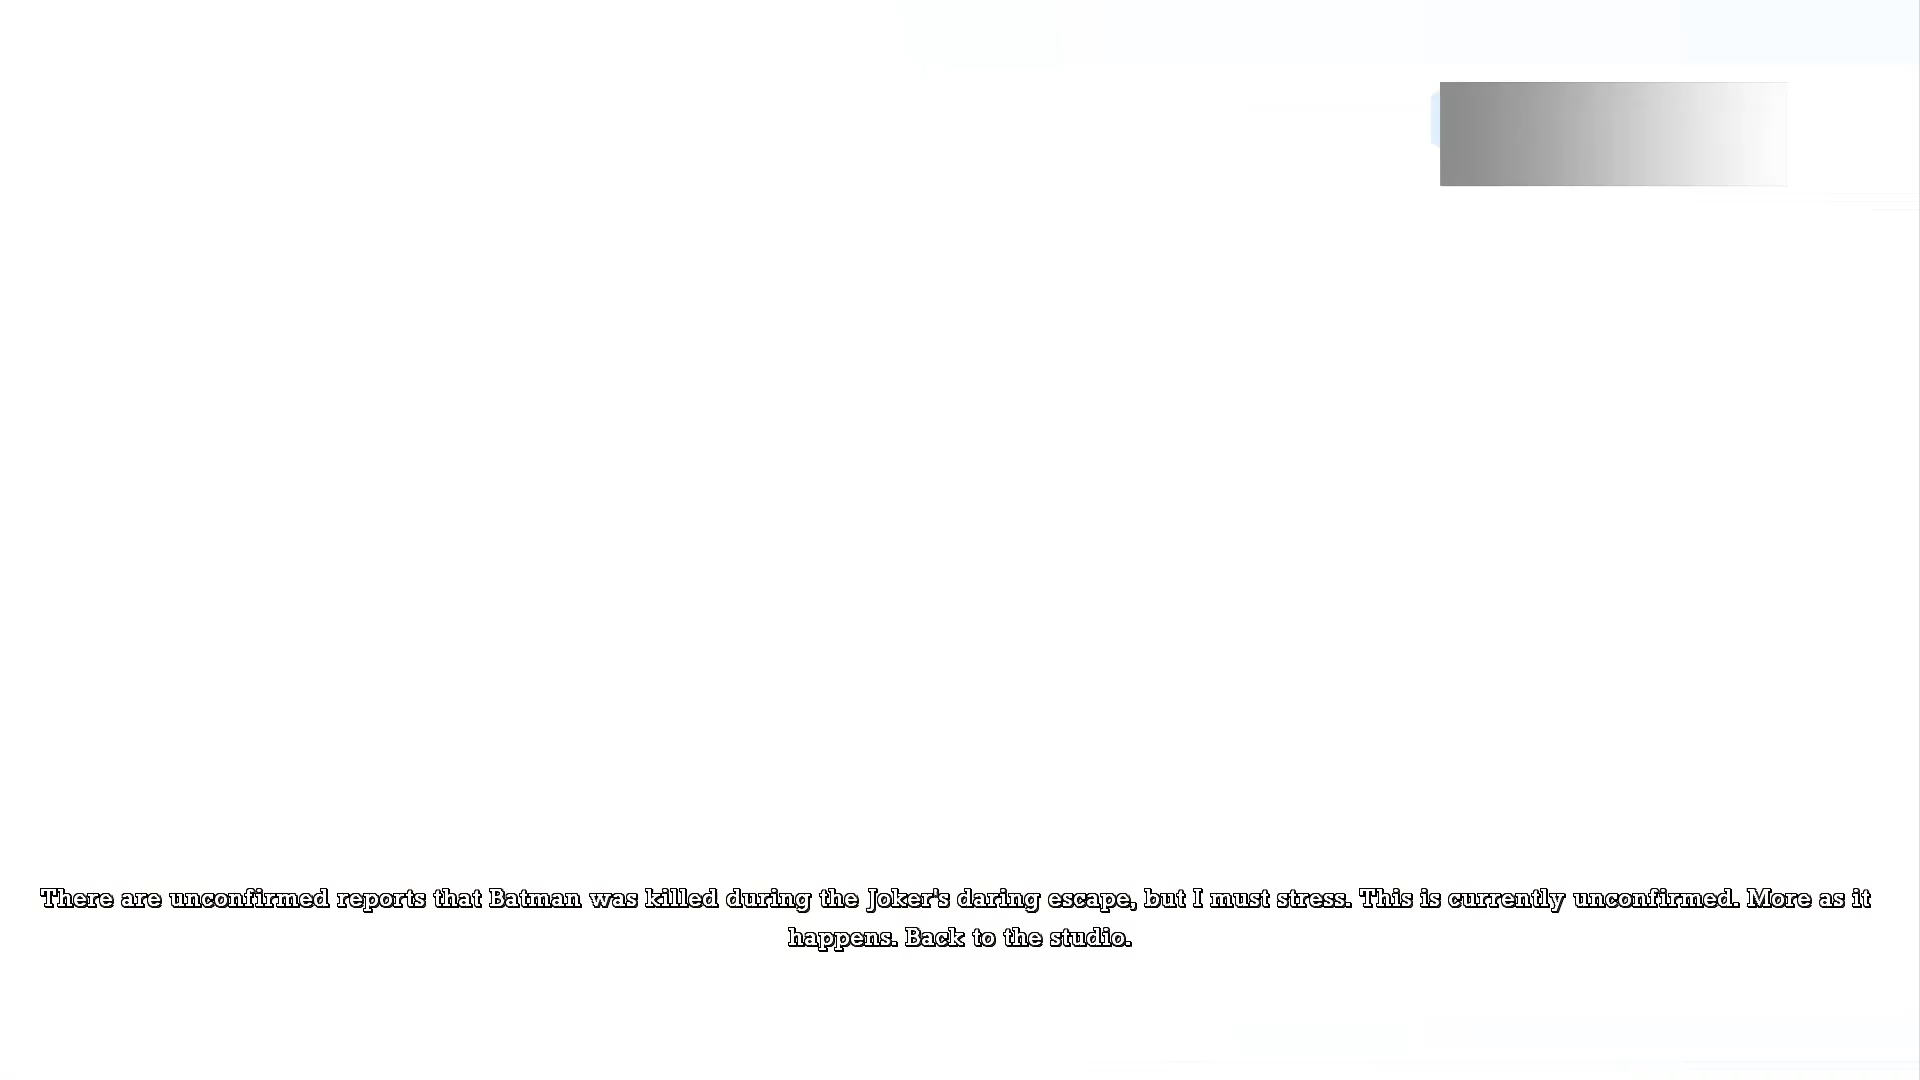 There are unconfirmed reports that Batman was killed during the Joker's daring escape, but I must stress. This is currently unconfirmed. More as it
happens. Back to the studio.